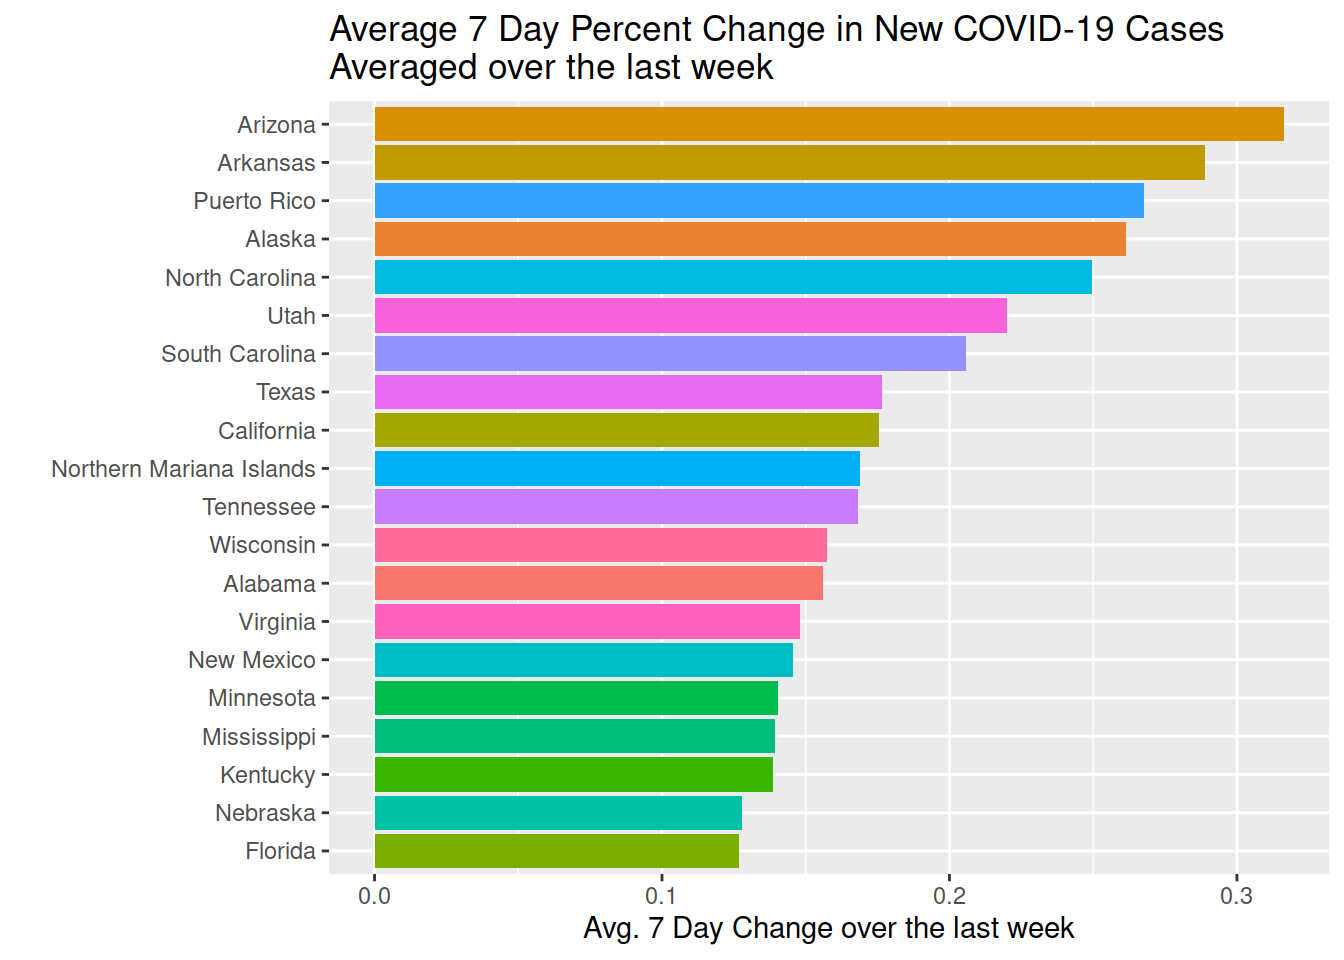 Average 7 Day Percent Change in New COVID-19 Cases
Averaged over the last week
Arizona
Arkansas
Puerto Rico
Alaska
North Carolina
Utah
South Carolina
Texas
California
Northern Mariana Islands
Tennessee
Wisconsin
Alabama
Virginia
New Mexico
Minnesota
Mississippi
Kentucky
Nebraska
Florida
0.0 0.1 0.2 0.3
Avg. 7 Day Change over the last week